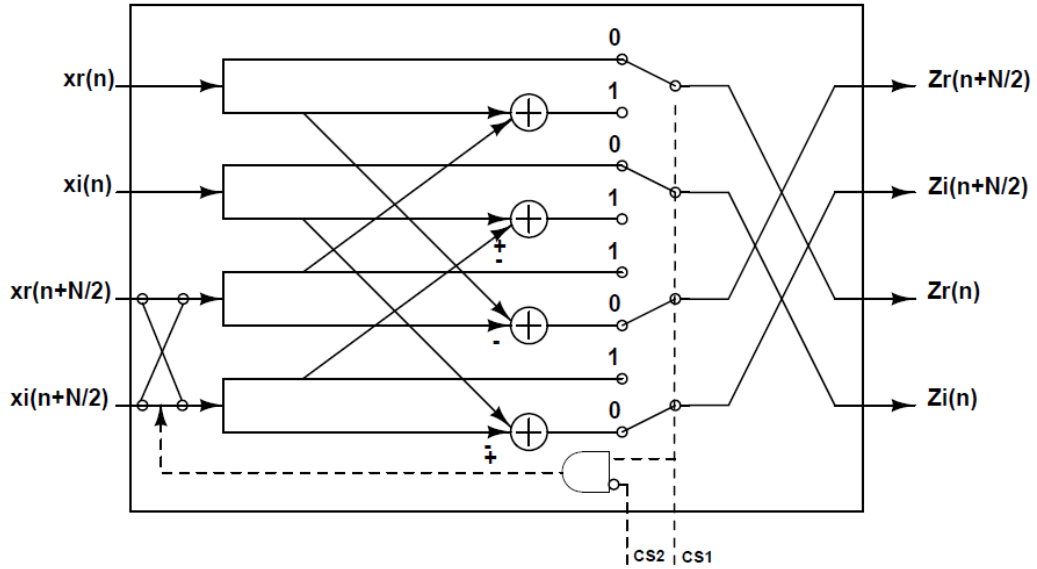 0
xr(n)
Zr(n+N/2)
1
0
xi(n)
Zi(n+N/2)
1
+
-
1
xr(n+N/2)
Zr(n)
0
-
1
xi(n+N/2)
Zi(n)
0
-
+
CS2
CS1